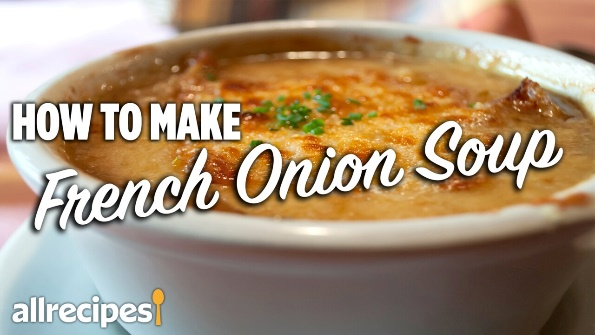 HOW TO MAKE
French Onion Soup
allrecipes